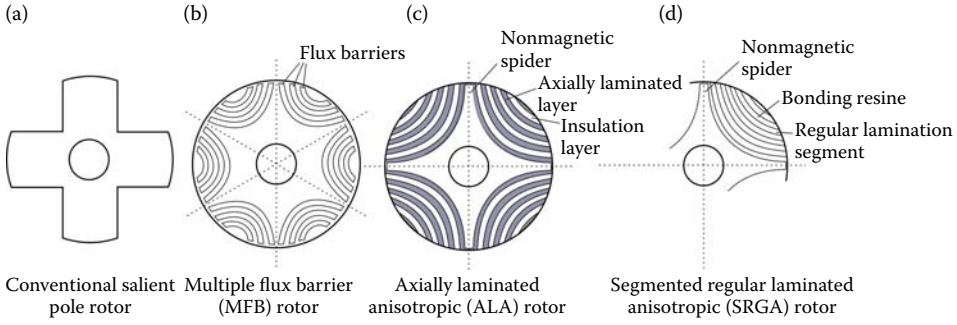 (a)
(b)
(c)
(d)
Flux barriers
Nonmagnetic
spider
Axially laminated
layer
Insulation
layer
Nonmagnetic
spider
Bonding resine
Regular lamination
segment
Conventional salient
pole rotor
Multiple flux barrier
(MFB) rotor
Axially laminated
anisotropic (ALA) rotor
Segmented regular laminated
anisotropic (SRGA) rotor